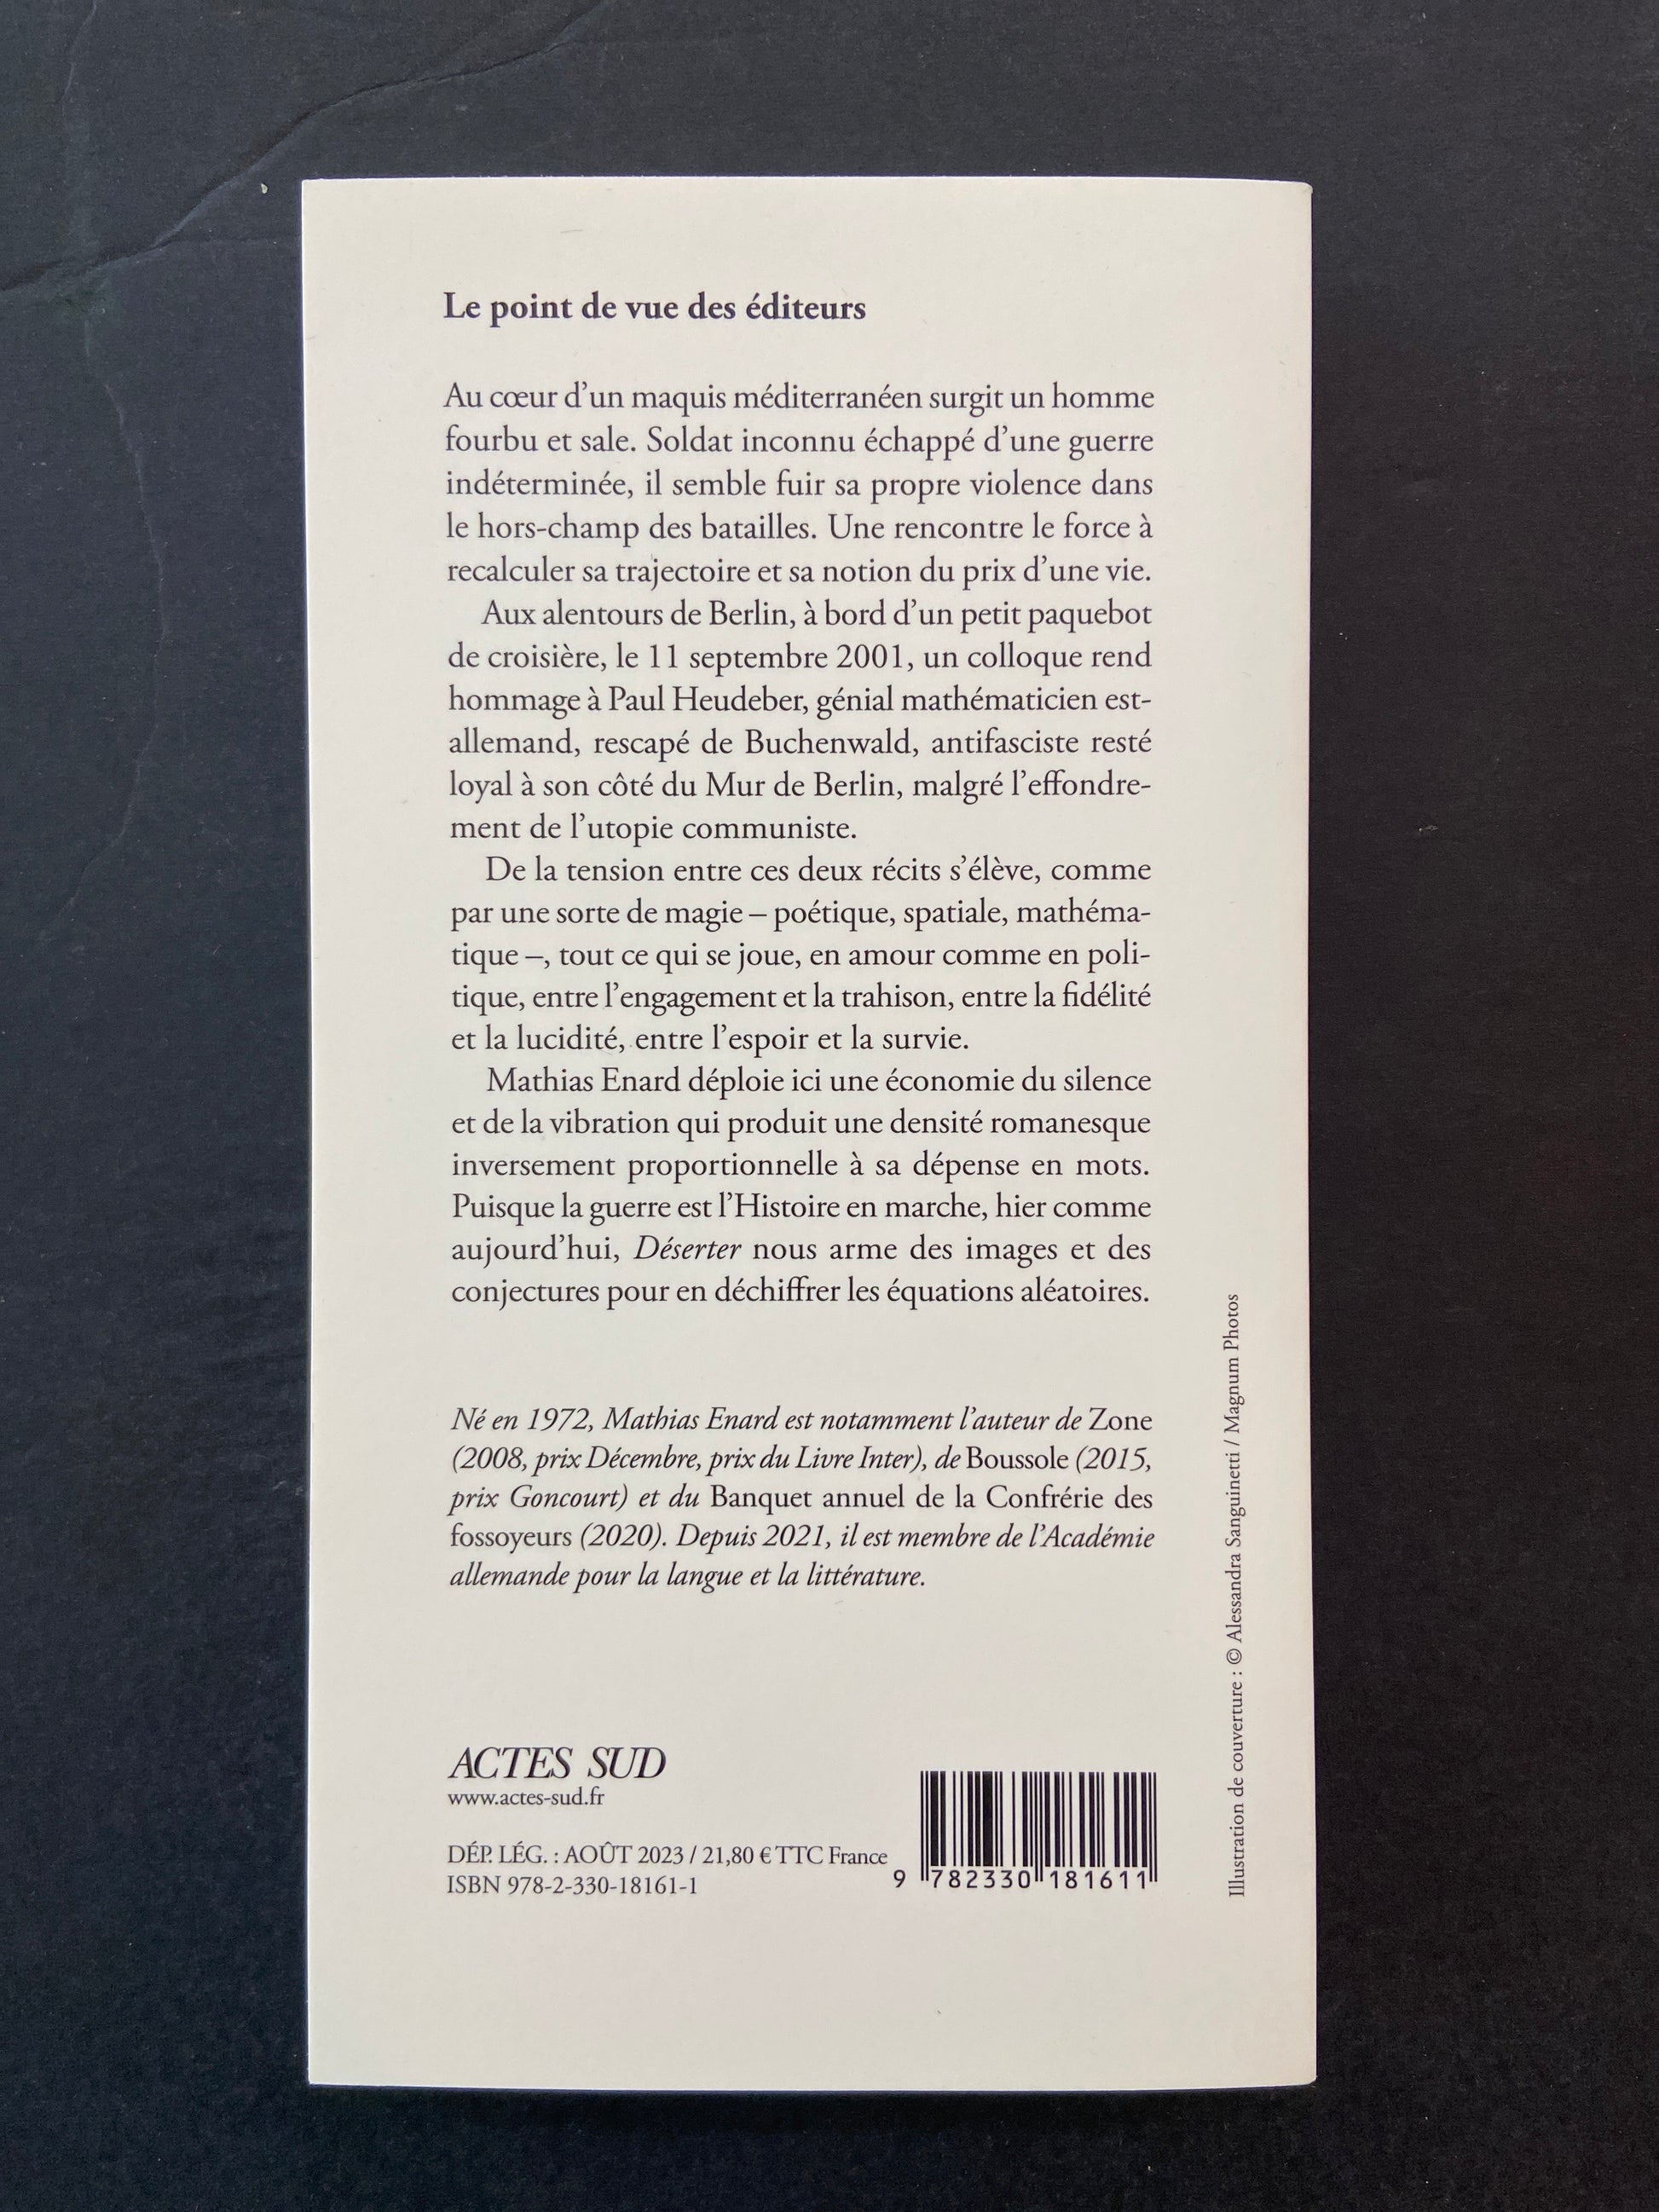 Le point de vue des éditeurs
Au cœur d’un maquis méditerranéen surgit un homme
fourbu et sale. Soldat inconnu échappé d’une guerre
indéterminée, il semble fuir sa propre violence dans
le hors-champ des batailles. Une rencontre le force à
recalculer sa trajectoire et sa notion du prix d’une vie.
Aux alentours de Berlin, à bord d’un petit paquebot
de croisière, le 11 septembre 2001, un colloque rend
hommage à Paul Heudeber, génial mathématicien est-
allemand, rescapé de Buchenwald, antifasciste resté
loyal à son côté du Mur de Berlin, malgré l’effondre-
ment de l’utopie communiste.
De la tension entre ces deux récits s’élève, comme
par une sorte de magie – poétique, spatiale, mathéma-
tique –, tout ce qui se joue, en amour comme en poli-
tique, entre l’engagement et la trahison, entre la fidélité
et la lucidité, entre l’espoir et la survie.
Mathias Enard déploie ici une économie du silence
et de la vibration qui produit une densité romanesque
inversement proportionnelle à sa dépense en mots.
Puisque la guerre est l’Histoire en marche, hier comme
aujourd’hui, Déserter nous arme des images et des
conjectures pour en déchiffrer les équations aléatoires.
Né en 1972, Mathias Enard est notamment l’auteur de Zone
(2008, prix Décembre, prix du Livre Inter), de Boussole (2015,
prix Goncourt) et du Banquet annuel de la Confrérie des
fossoyeurs (2020). Depuis 2021, il est membre de l’Académie
allemande pour la langue et la littérature.
ACTES SUD
www.actes-sud.fr
DÉP. LÉG. : AOÛT 2023 / 21,80 € TTC France
ISBN 978-2-330-18161-1
9 782330 181611
Illustration de couverture : © Alessandra Sanguinetti / Magnum Photos